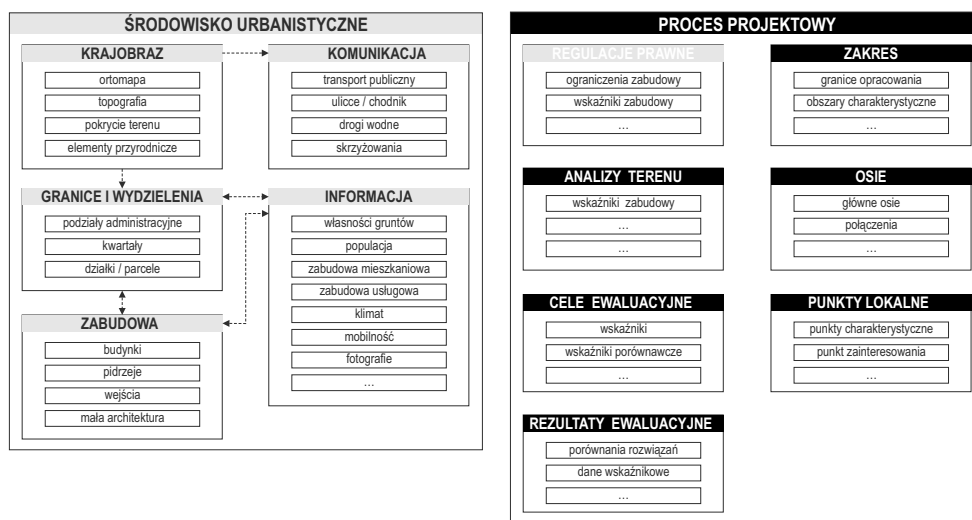 ŚRODOWISKO URBANISTYCZNE
KRAJOBRAZ
ortomapa
topografia
pokrycie terenu
elementy przyrodnicze
KOMUNIKACJA
transport publiczny
ulicce / chodnik
drogi wodne
skrzyżowania
GRANICE I WYDZIELENIA
podziały administracyjne
kwartały
działki / parcele
INFORMACJA
własności gruntów
populacja
zabudowa mieszkaniowa
zabudowa usługowa
klimat
mobilność
fotografie
...
ZABUDOWA
budynki
pidrzeje
wejścia
mała architektura
PROCES PROJEKTOWY
REGULACJE PRAWNE
ograniczenia zabudowy
wskaźniki zabudowy
...
ZAKRES
granice opracowania
obszary charakterystyczne
...
ANALIZY TERENU
wskaźniki zabudowy
...
...
OSIE
główne osie
połączenia
...
CELE EWALUACYJNE
wskaźniki
wskaźniki porównawcze
...
PUNKTY LOKALNE
punkty charakterystyczne
punkt zainteresowania
...
REZULTATY EWALUACYJNE
porównania rozwiązań
dane wskaźnikowe
...